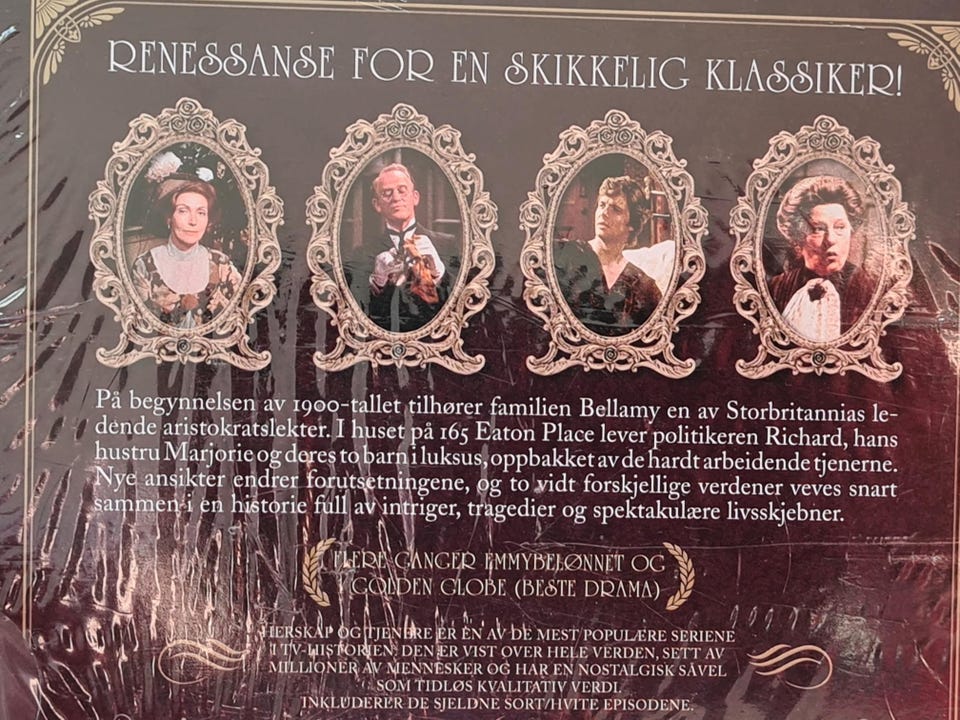 RENESSANSE FOR EN SKIKKELIG KLASSIKER!
På begynnelsen av 1900-tallet tilhører familien Bellamy en av Storbritannias le-
dende aristokratslekter. I huset på 165 Eaton Place lever politikeren Richard, hans
hustru Marjorie og deres to barn i luksus, oppbakket av de hardt arbeidende tjenerne.
Nye ansikter endrer forutsetningene, og to vidt forskjellige verdener veves snart
sammen i en historie full av intriger, tragedier og spektakulære livsskjebner.
FLERE GANGER EMMYBELØNNET OG
GOLDEN GLOBE (BESTE DRAMA)
HERSKAP OG TJENERE ER EN AV DE MEST POPULÆRE SERIENE
I TV-HISTORIEN. DEN ER VIST OVER HELE VERDEN, SETT AV
MILLIONER AV MENNESKER OG HAR EN NOSTALGISK SÅVEL
SOM TIDLØS KVALITATIV VERDI.
INKLUDERER DE SJELDNE SORT/HVITE EPISODENE.